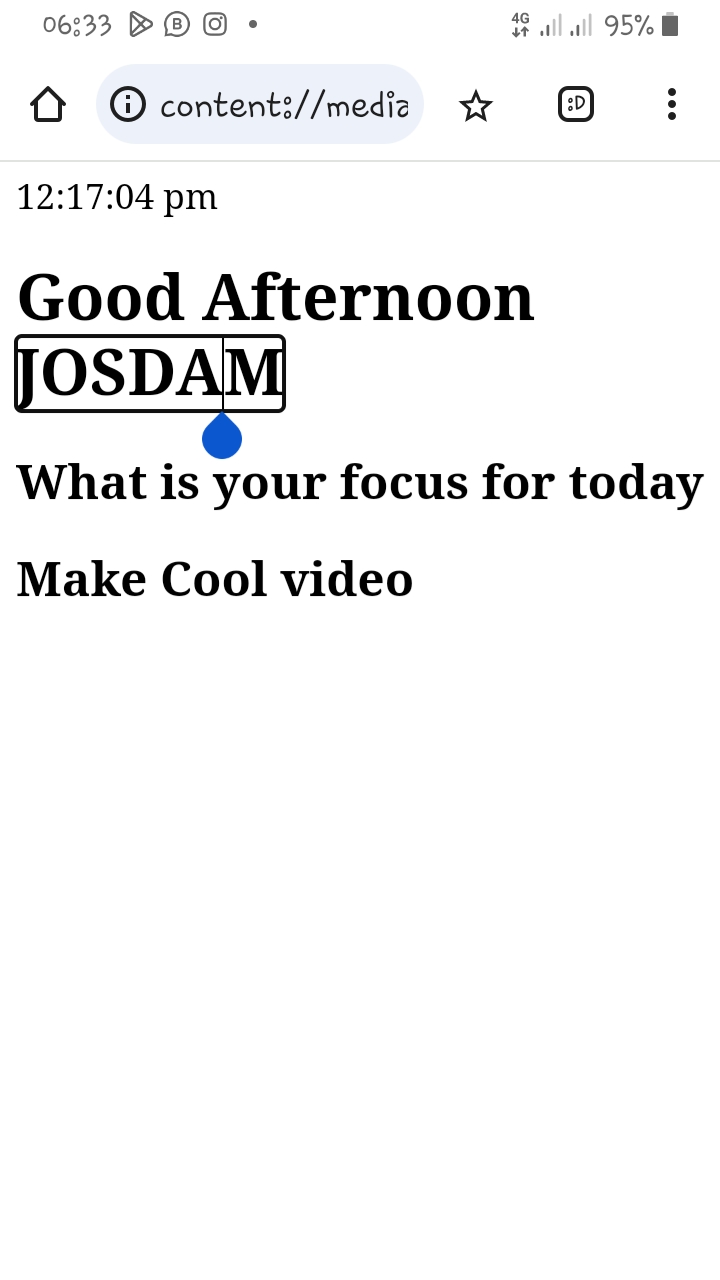 06:33 4G 95%
content://media
:D
12:17:04 pm
Good Afternoon
JOSDAM
What is your focus for today
Make Cool video